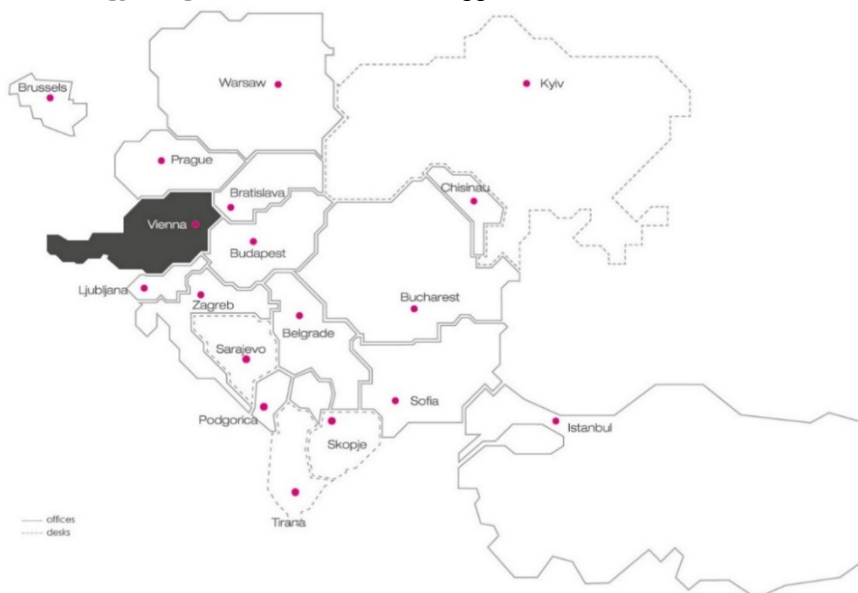 Brussels
Warsaw
Kyiv
Prague
Bratislava
Chisinau
Vienna
Budapest
Ljubljana
Zagreb
Bucharest
Belgrade
Sarajevo
Sofia
Podgorica
Istanbul
Skopje
Tirana
offices
desks